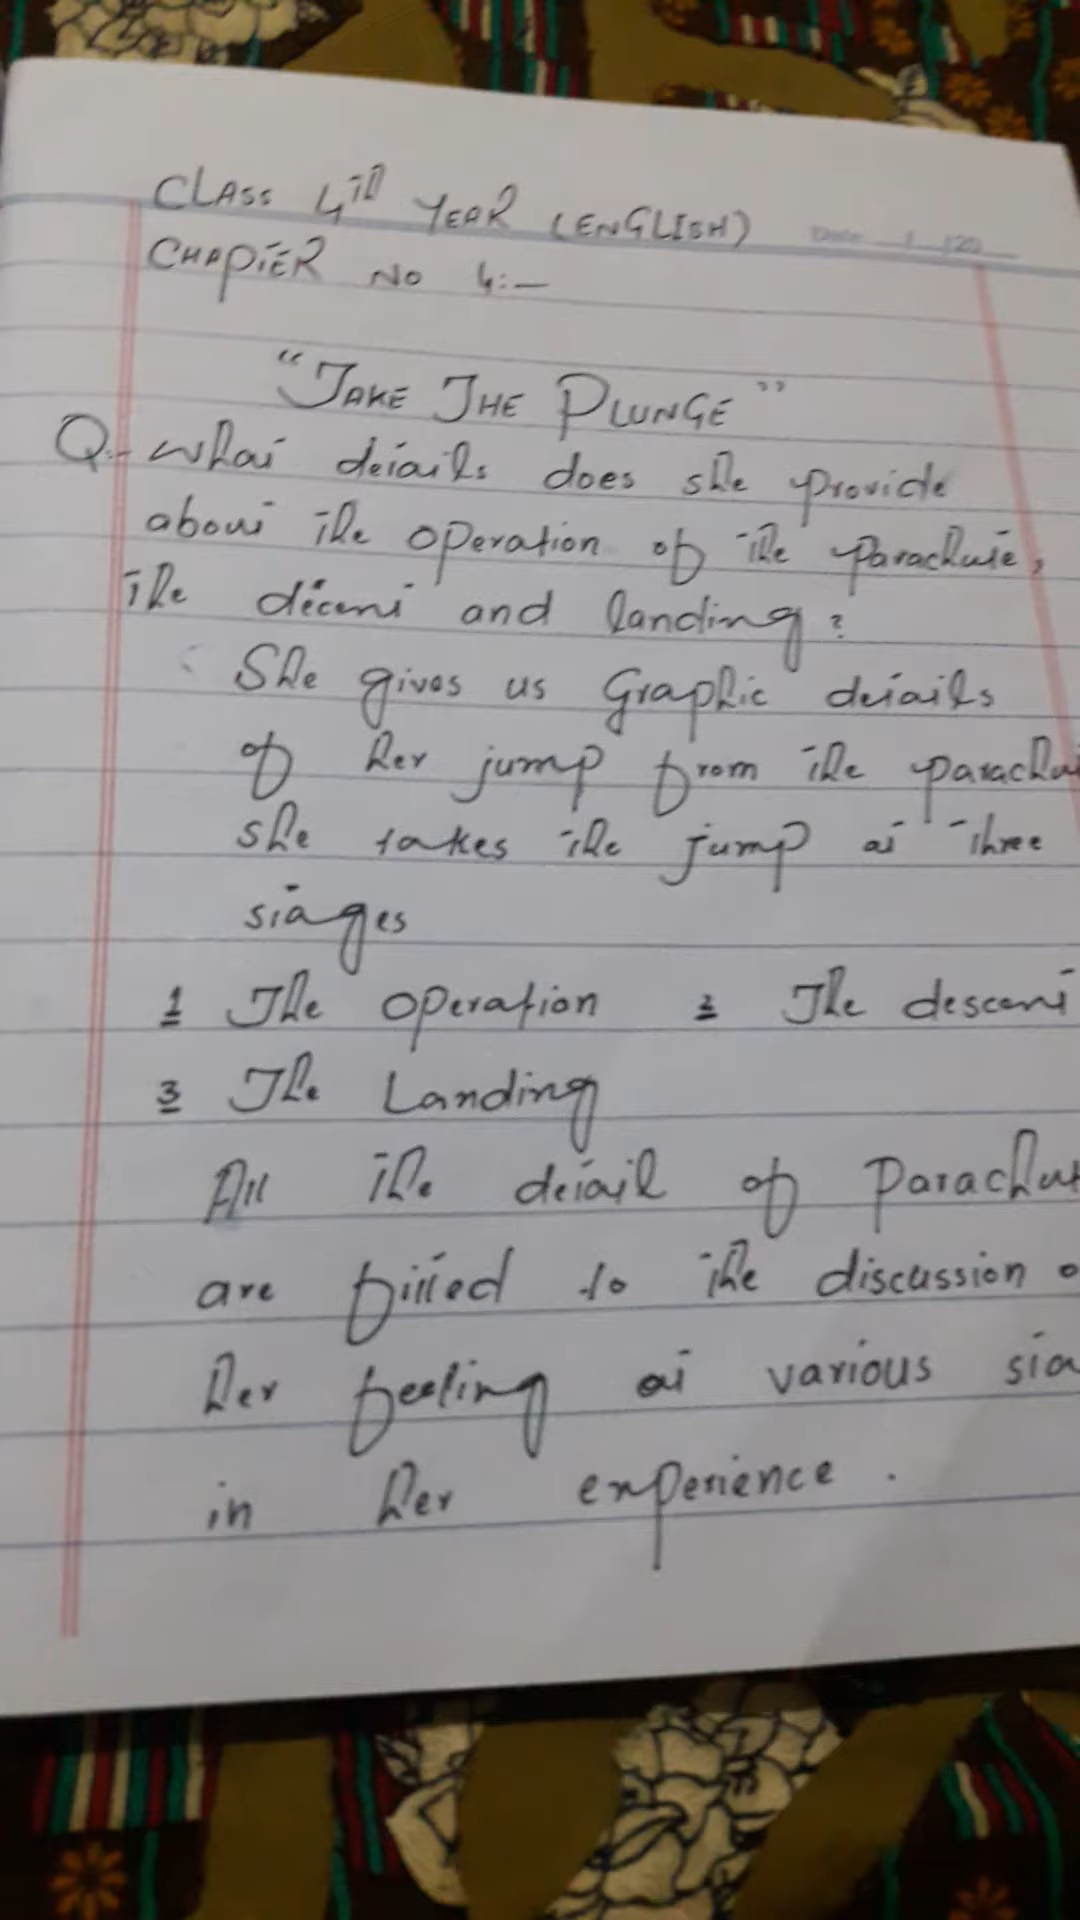 CLASS 4th YEAR (ENGLISH)
Date 1 120
CHAPTER NO 4:-
"TAKE THE PLUNGE"
Q:- what details does she provide
about the operation of the parachute,
the decent and landing?
She gives us Graphic details
of her jump from the parachu
she takes the jump at three
stages
1 The operation 2 The descent
3 The Landing
All the detail of Parachut
are fitted to the discussion o
her feeling at various sta
in her experience.